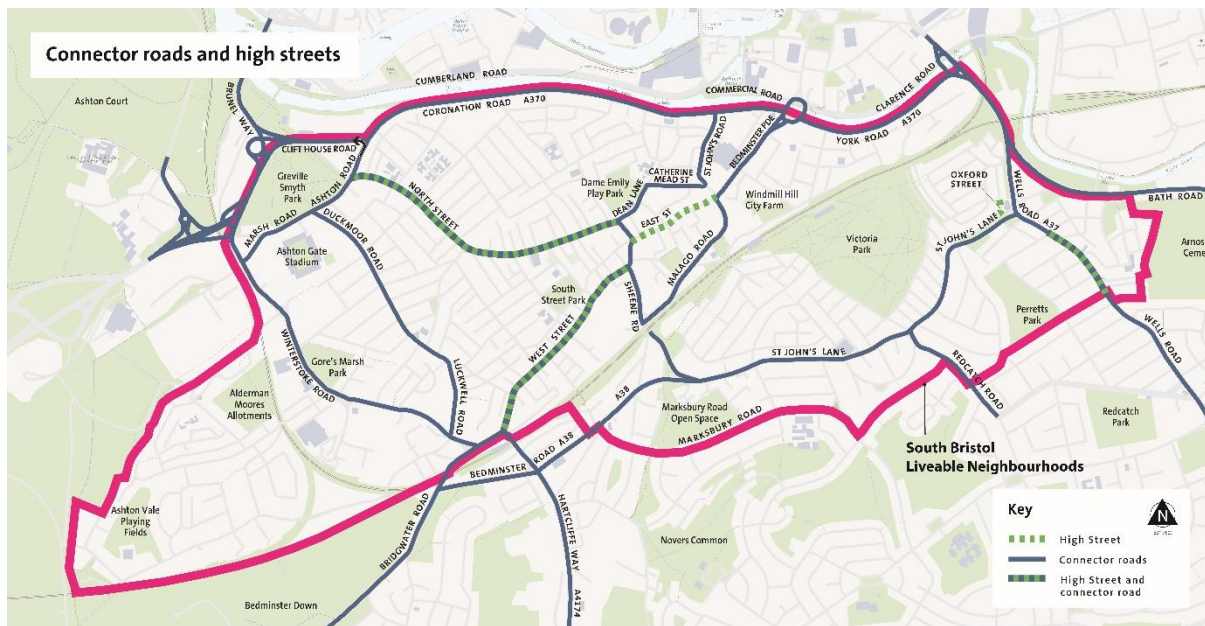 Connector roads and high streets
Ashton Court
BRUNEL WAY
CUMBERLAND ROAD
CORONATION ROAD A370
COMMERCIAL ROAD
CLARENCE ROAD
YORK ROAD A370
CLIFT HOUSE ROAD
Greville
Smyth
Park
MARSH ROAD
ASHTON ROAD
NORTH STREET
DUCKMOOR ROAD
Ashton Gate
Stadium
Dame Emily
Play Park
DEAN LANE
CATHERINE
MEAD ST
ST JOHN'S ROAD
BEDMINSTER PDE
EAST ST
Windmill Hill
City Farm
MALAGO ROAD
Victoria
Park
OXFORD
STREET
WELLS ROAD A37
ST JOHN'S LANE
BATH ROAD
Arnos
Ceme
Perretts
Park
WELLS ROAD
South
Street Park
SHEENE RD
WEST STREET
WINTERSTOKE ROAD
Gore's Marsh
Park
LUCKWELL ROAD
Alderman
Moores
Allotments
A38
ST JOHN'S LANE
Marksbury Road
Open Space
MARKSBURY ROAD
REDCATCH ROAD
Redcatch
Park
South Bristol
Liveable Neighbourhoods
BEDMINSTER ROAD A38
BRIDGWATER ROAD
HARTCLIFFE WAY
A4174
Ashton Vale
Playing
Fields
Novers Common
Bedminster Down
Key
N
High Street
Connector roads
High Street and
connector road